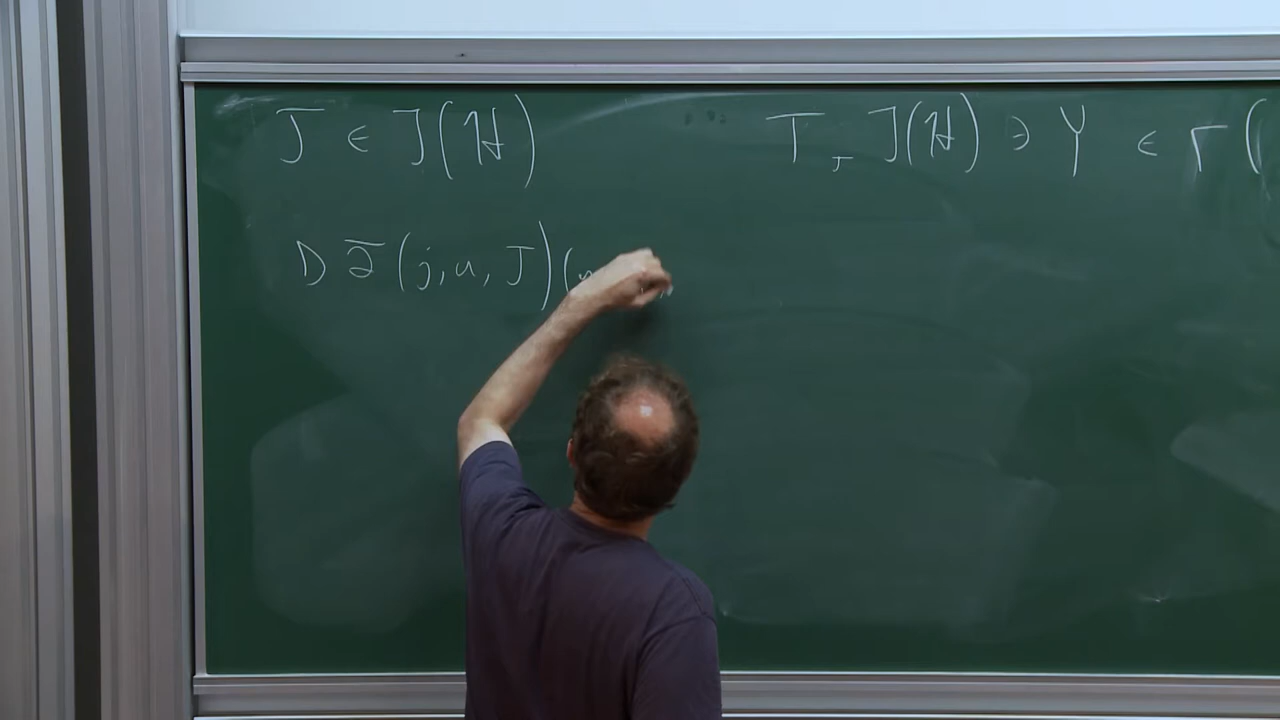 J ∈ J(ℋ)    T_J J(ℋ) ∋ Y ∈ Γ(
D ∂̄ (j, u, J)(